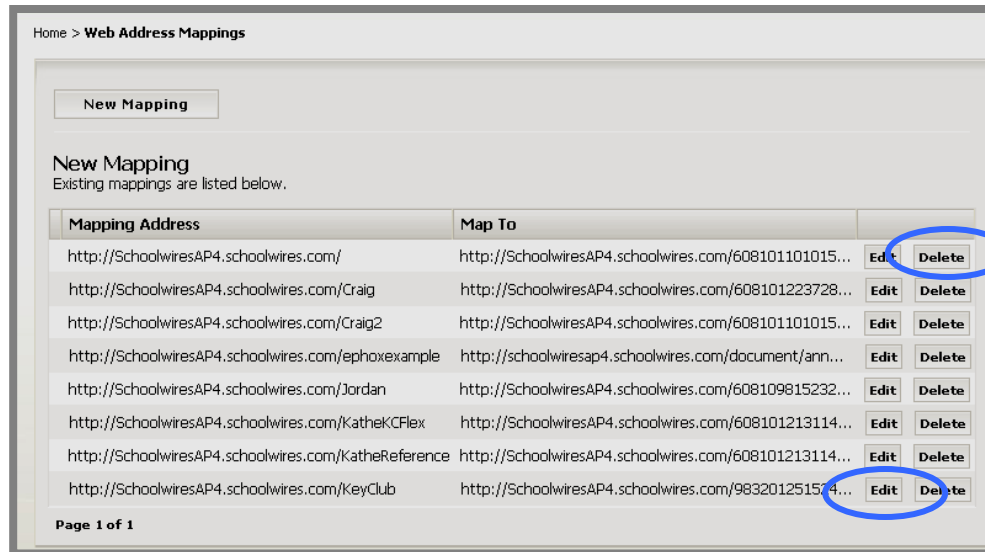 Home > Web Address Mappings
New Mapping
New Mapping
Existing mappings are listed below.
Mapping Address Map To
http://SchoolwiresAP4.schoolwires.com/ http://SchoolwiresAP4.schoolwires.com/608101101015... Edit Delete
http://SchoolwiresAP4.schoolwires.com/Craig http://SchoolwiresAP4.schoolwires.com/608101223728... Edit Delete
http://SchoolwiresAP4.schoolwires.com/Craig2 http://SchoolwiresAP4.schoolwires.com/608101101015... Edit Delete
http://SchoolwiresAP4.schoolwires.com/ephoxexample http://schoolwiresap4.schoolwires.com/document/ann... Edit Delete
http://SchoolwiresAP4.schoolwires.com/Jordan http://SchoolwiresAP4.schoolwires.com/608109815232... Edit Delete
http://SchoolwiresAP4.schoolwires.com/KatheKCFlex http://SchoolwiresAP4.schoolwires.com/608101213114... Edit Delete
http://SchoolwiresAP4.schoolwires.com/KatheReference http://SchoolwiresAP4.schoolwires.com/608101213114... Edit Delete
http://SchoolwiresAP4.schoolwires.com/KeyClub http://SchoolwiresAP4.schoolwires.com/983201251524... Edit Delete
Page 1 of 1